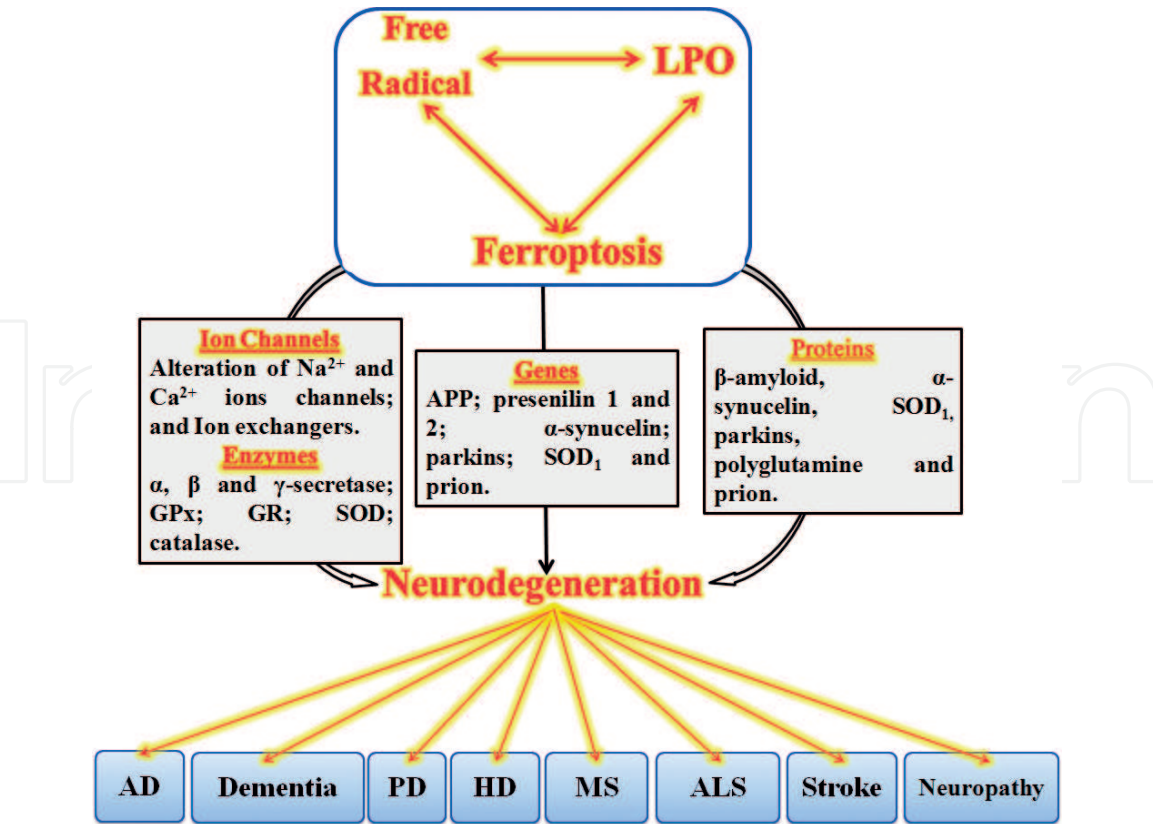 Free
Radical
LPO
Ferroptosis
Ion Channels
Alteration of Na²⁺ and
Ca²⁺ ions channels;
and Ion exchangers.
Enzymes
α, β and γ-secretase;
GPx; GR; SOD;
catalase.
Genes
APP; presenilin 1 and
2; α-synucelin;
parkins; SOD₁ and
prion.
Proteins
β-amyloid, α-
synucelin, SOD₁,
parkins,
polyglutamine and
prion.
Neurodegeneration
AD
Dementia
PD
HD
MS
ALS
Stroke
Neuropathy